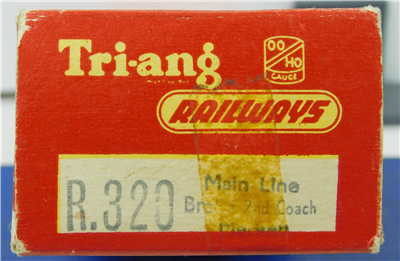 Tri-ang
OO
HO
GAUGE
RAILWAYS
R.320
Main Line
2nd Coach